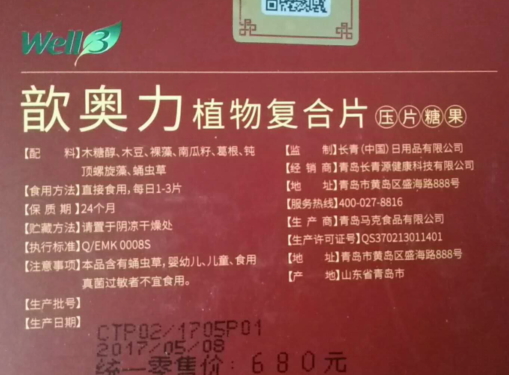 Well3
歆奥力植物复合片 压片糖果
【配 料】木糖醇、木豆、裸藻、南瓜籽、葛根、钝
顶螺旋藻、蛹虫草
【食用方法】直接食用,每日1-3片
【保 质 期】24个月
【贮藏方法】请置于阴凉干燥处
【执行标准】Q/EMK 0008S
【注意事项】本品含有蛹虫草,婴幼儿、儿童、食用
真菌过敏者不宜食用。
【生产批号】
【生产日期】
【监 制】长青(中国)日用品有限公司
【经 销 商】青岛长青源健康科技有限公司
【地 址】青岛市黄岛区盛海路888号
【服务热线】400-027-8816
【生 产 商】青岛马克食品有限公司
【生产许可证号】QS370213011401
【地 址】青岛市黄岛区盛海路888号
【产 地】山东省青岛市
CTP02/1705P01
2017/05/08
统一零售价:680元